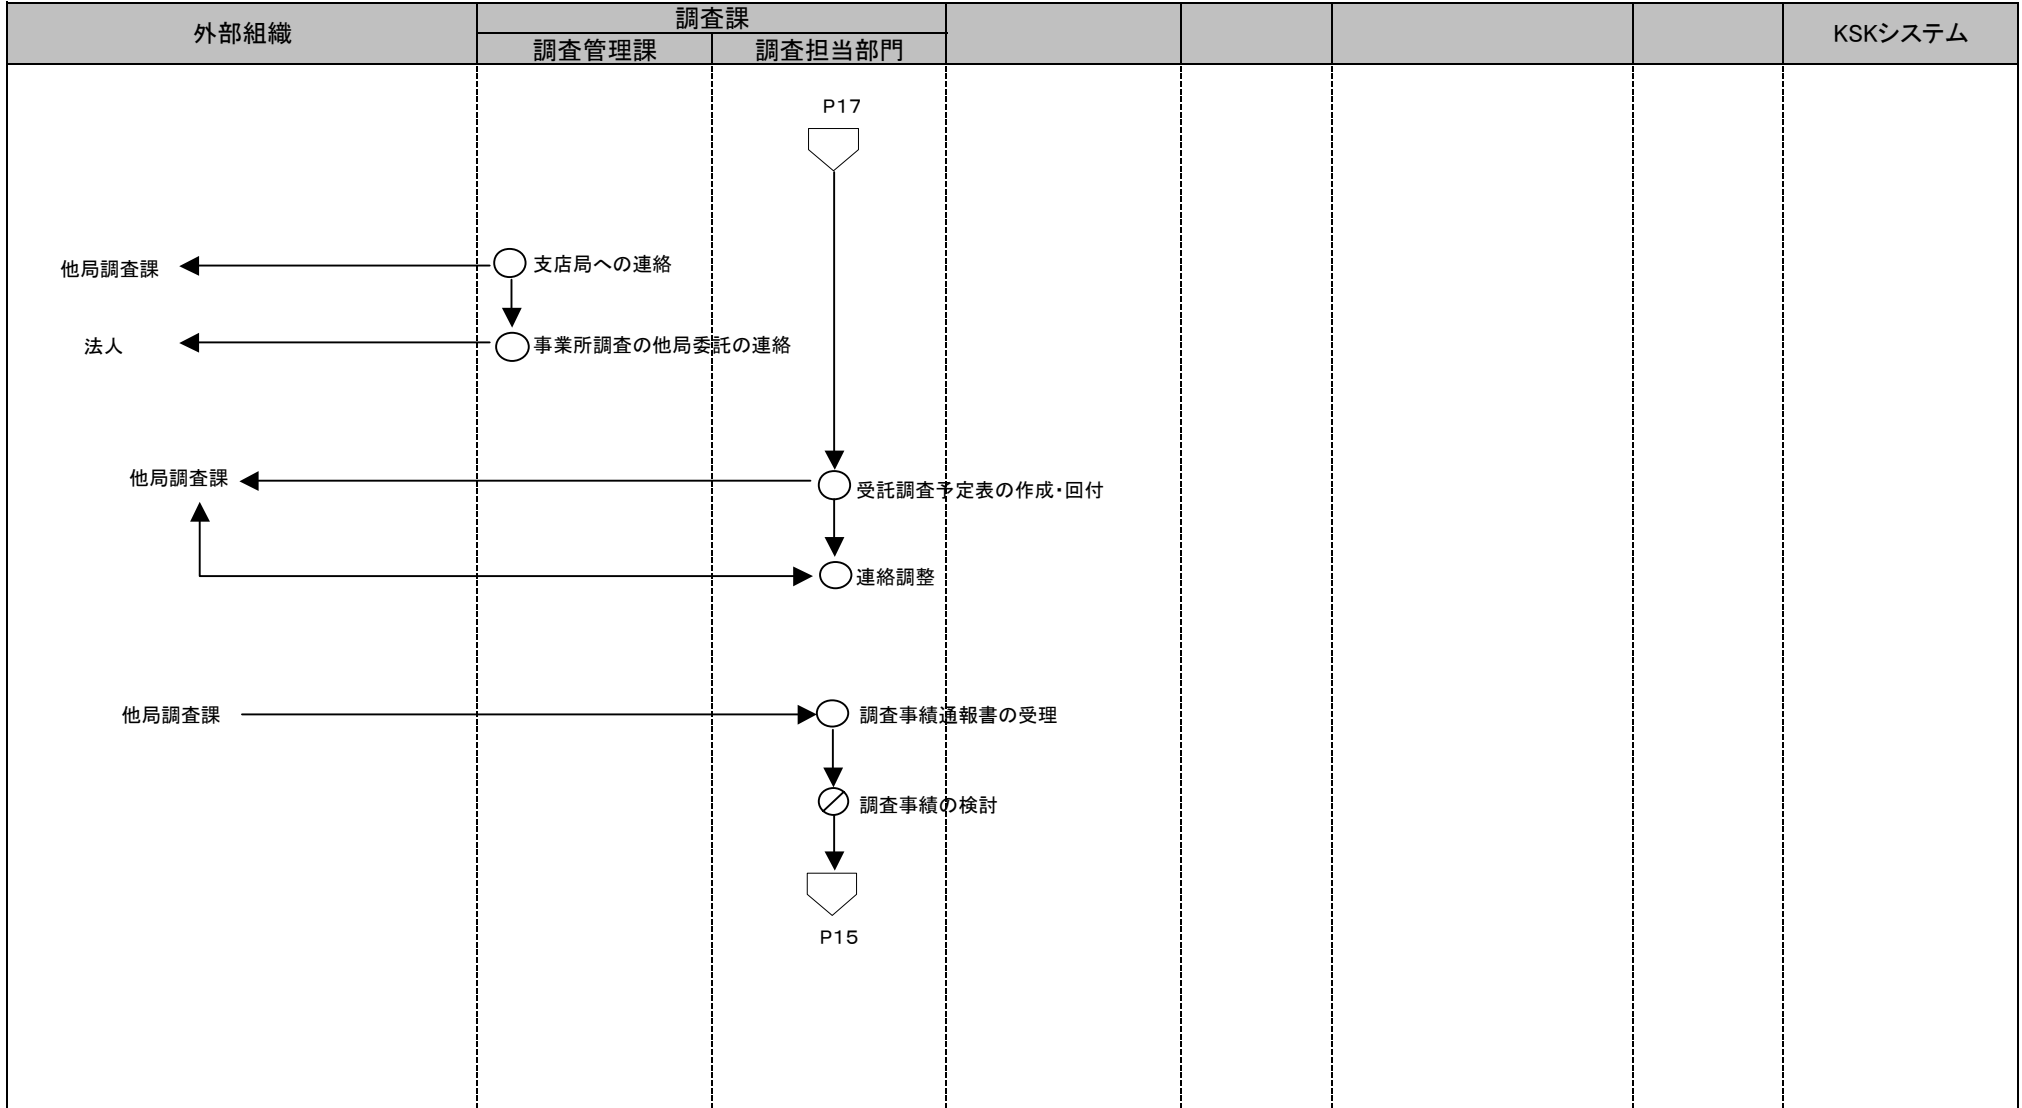 外部組織
調査課
調査管理課
調査担当部門
KSKシステム
P17
他局調査課
支店局への連絡
法人
事業所調査の他局委託の連絡
他局調査課
受託調査予定表の作成・回付
連絡調整
他局調査課
調査事績通報書の受理
調査事績の検討
P15